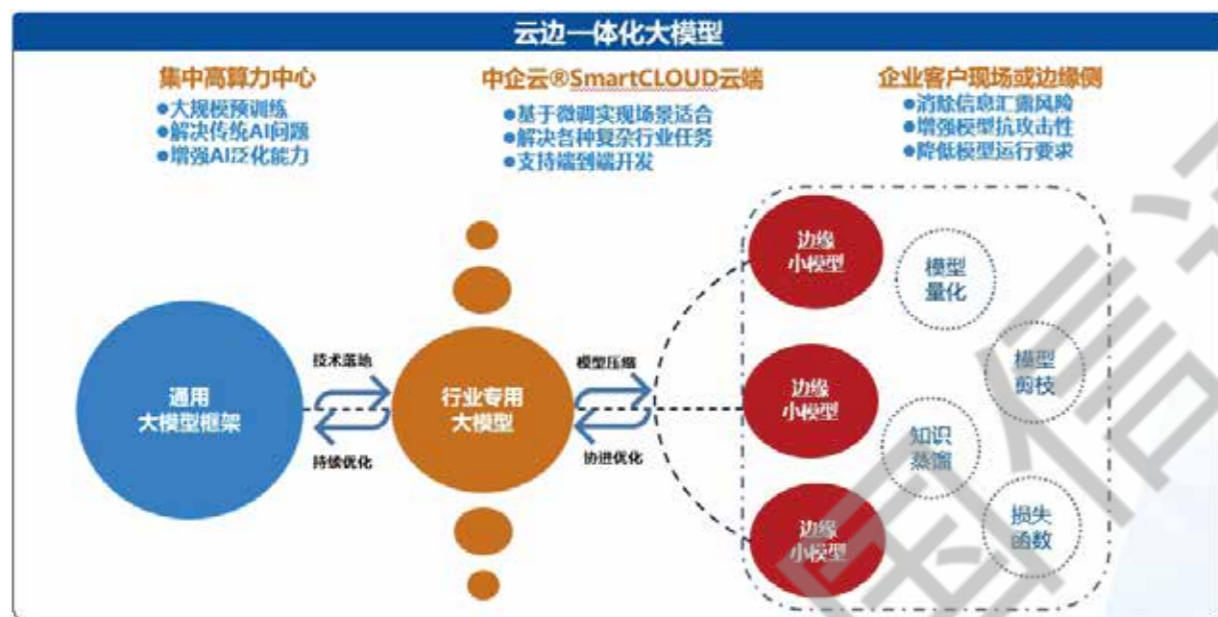 云边一体化大模型
集中高算力中心
●大规模预训练
●解决传统AI问题
●增强AI泛化能力
中企云®SmartCLOUD云端
●基于微调实现场景适合
●解决各种复杂行业任务
●支持端到端开发
企业客户现场或边缘侧
●消除信息汇露风险
●增强模型抗攻击性
●降低模型运行要求
通用
大模型框架
技术落地
持续优化
行业专用
大模型
模型压缩
协进优化
边缘
小模型
边缘
小模型
边缘
小模型
模型
量化
模型
剪枝
知识
蒸馏
损失
函数
国信